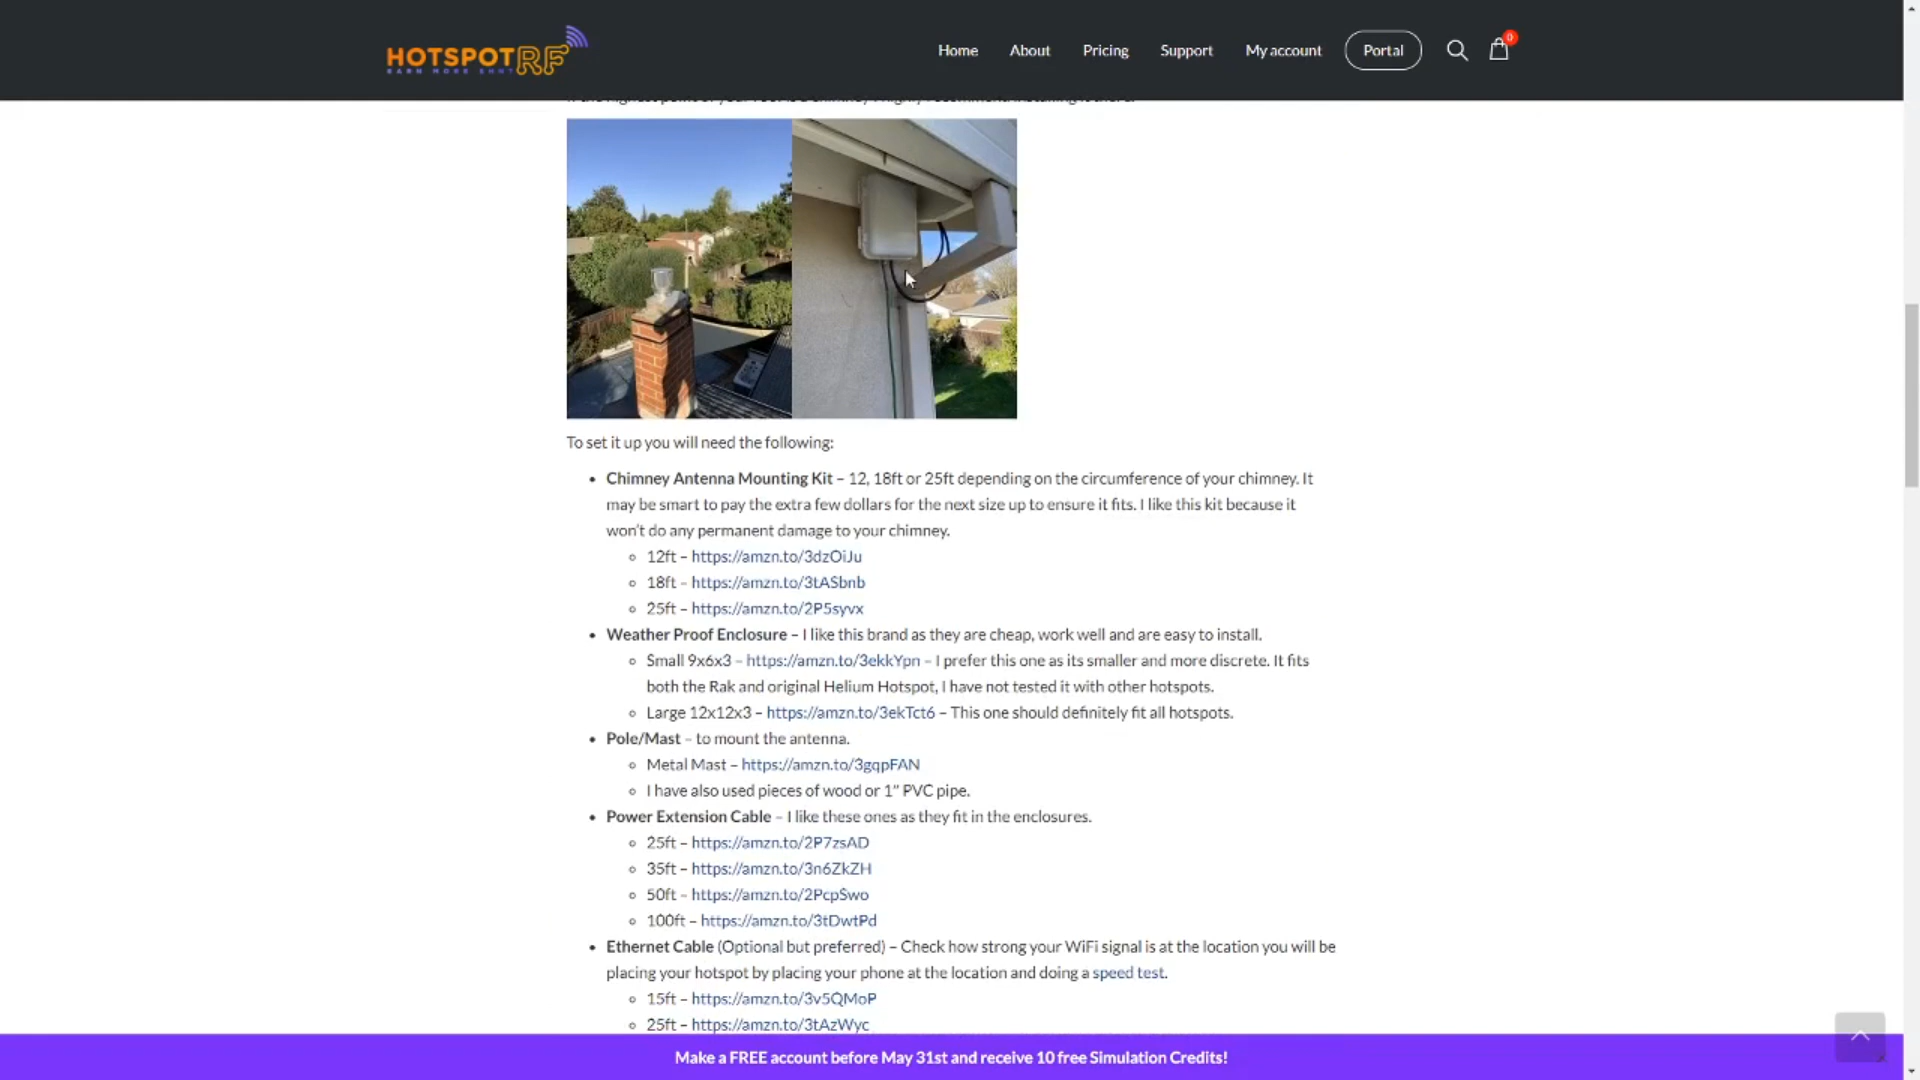 HOTSPOTRF
EARN MORE $HNT
Home About Pricing Support My account Portal 0
To set it up you will need the following:
• Chimney Antenna Mounting Kit – 12, 18ft or 25ft depending on the circumference of your chimney. It
may be smart to pay the extra few dollars for the next size up to ensure it fits. I like this kit because it
won't do any permanent damage to your chimney.
◦ 12ft – https://amzn.to/3dzOiJu
◦ 18ft – https://amzn.to/3tASbnb
◦ 25ft – https://amzn.to/2P5syvx
• Weather Proof Enclosure – I like this brand as they are cheap, work well and are easy to install.
◦ Small 9x6x3 – https://amzn.to/3ekkYpn – I prefer this one as its smaller and more discrete. It fits
both the Rak and original Helium Hotspot, I have not tested it with other hotspots.
◦ Large 12x12x3 – https://amzn.to/3ekTct6 – This one should definitely fit all hotspots.
• Pole/Mast – to mount the antenna.
◦ Metal Mast – https://amzn.to/3gqpFAN
◦ I have also used pieces of wood or 1" PVC pipe.
• Power Extension Cable – I like these ones as they fit in the enclosures.
◦ 25ft – https://amzn.to/2P7zsAD
◦ 35ft – https://amzn.to/3n6ZkZH
◦ 50ft – https://amzn.to/2PcpSwo
◦ 100ft – https://amzn.to/3tDwtPd
• Ethernet Cable (Optional but preferred) – Check how strong your WiFi signal is at the location you will be
placing your hotspot by placing your phone at the location and doing a speed test.
◦ 15ft – https://amzn.to/3v5QMoP
◦ 25ft – https://amzn.to/3tAzWyc
Make a FREE account before May 31st and receive 10 free Simulation Credits!